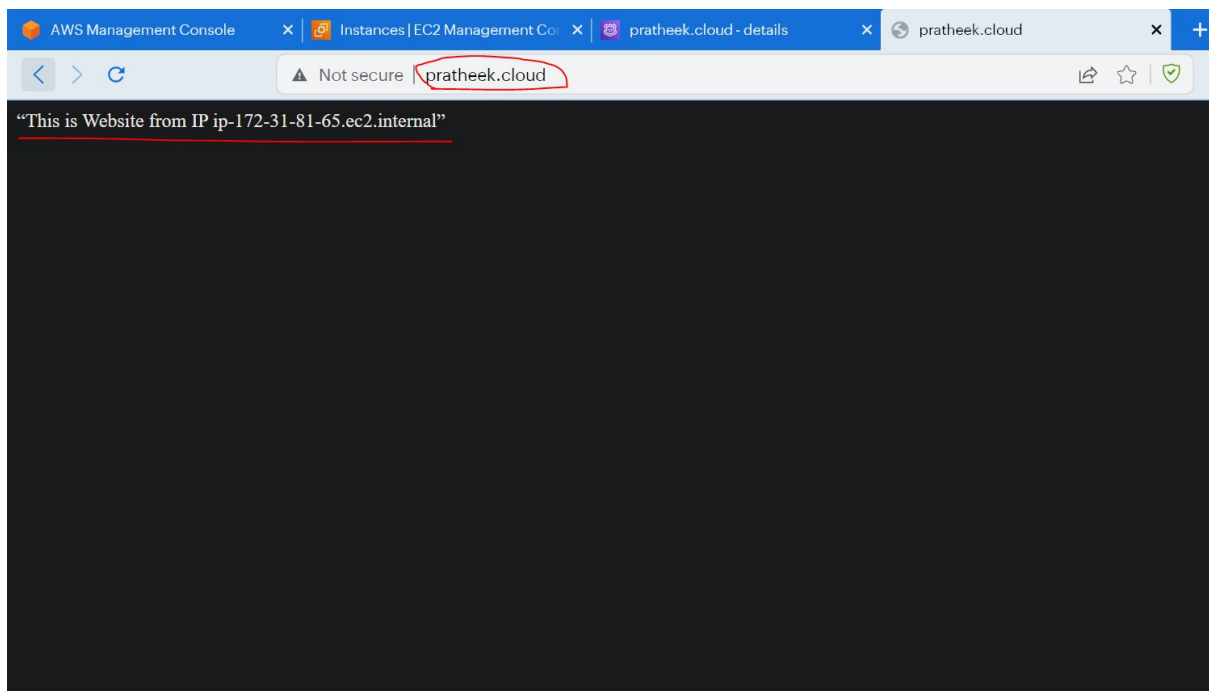 AWS Management Console
Instances | EC2 Management Con
pratheek.cloud - details
pratheek.cloud
Not secure | pratheek.cloud
“This is Website from IP ip-172-31-81-65.ec2.internal”